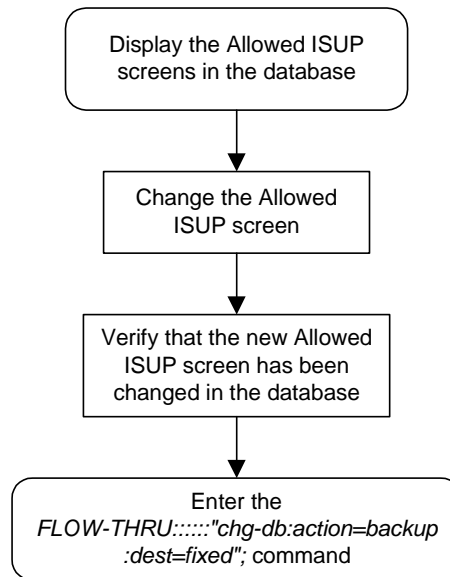 Display the Allowed ISUP
screens in the database
Change the Allowed
ISUP screen
Verify that the new Allowed
ISUP screen has been
changed in the database
Enter the
FLOW-THRU::::::"chg-db:action=backup
:dest=fixed"; command